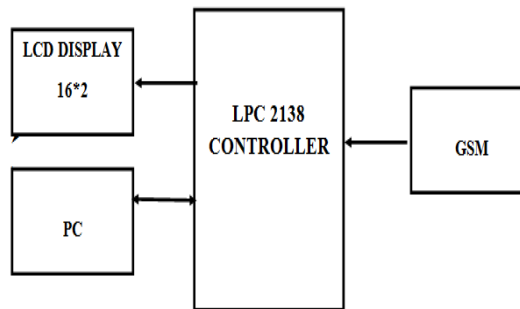 LCD DISPLAY
16*2
LPC 2138
CONTROLLER
GSM
PC